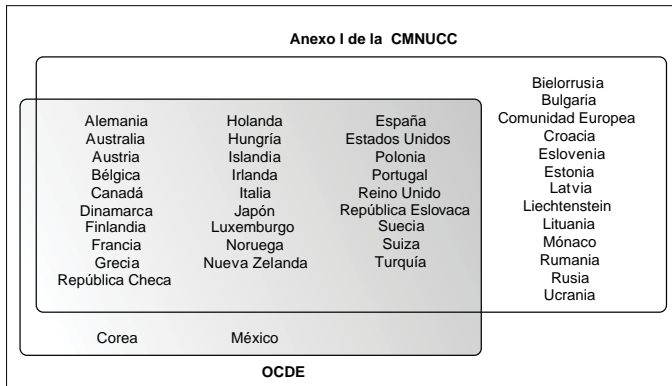 Anexo I de la CMNUCC
Alemania
Australia
Austria
Bélgica
Canadá
Dinamarca
Finlandia
Francia
Grecia
República Checa
Holanda
Hungría
Islandia
Irlanda
Italia
Japón
Luxemburgo
Noruega
Nueva Zelanda
España
Estados Unidos
Polonia
Portugal
Reino Unido
República Eslovaca
Suecia
Suiza
Turquía
Bielorrusia
Bulgaria
Comunidad Europea
Croacia
Eslovenia
Estonia
Latvia
Liechtenstein
Lituania
Mónaco
Rumania
Rusia
Ucrania
Corea
México
OCDE